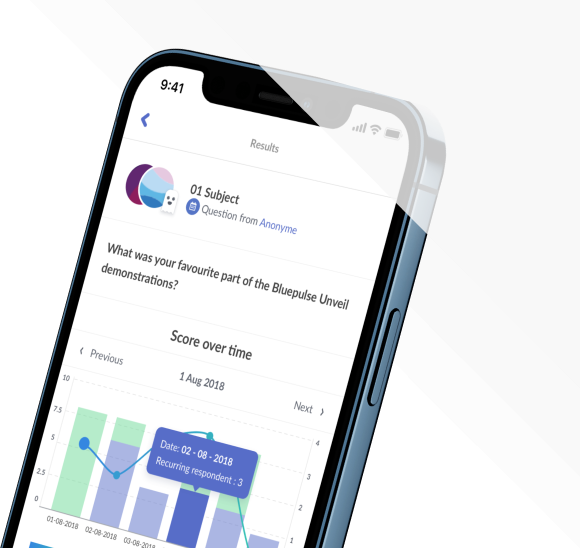 9:41
Results
01 Subject
Question from Anonyme
What was your favourite part of the Bluepulse Unveil
demonstrations?
Score over time
Previous
1 Aug 2018
Next
10
7.5
5
2.5
0
4
3
2
1
Date: 02 - 08 - 2018
Recurring respondent : 3
01-08-2018
02-08-2018
03-08-2018